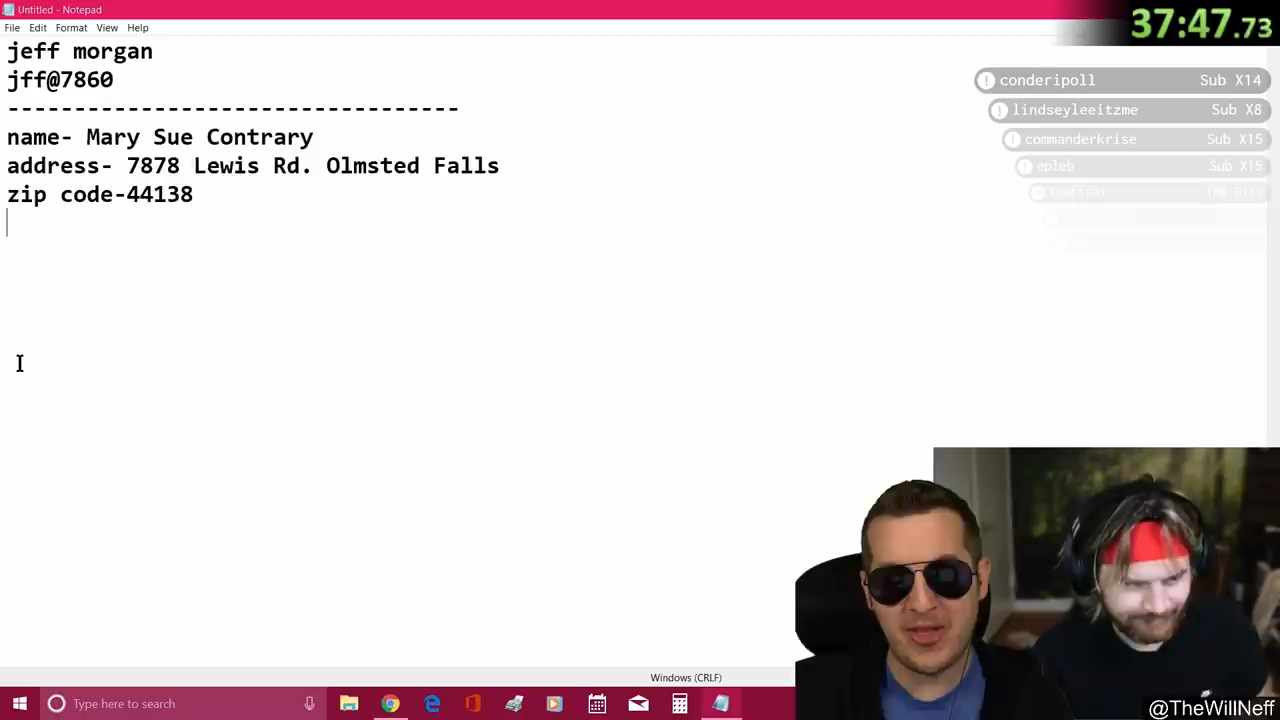 Untitled - Notepad
37:47.73
File Edit Format View Help
jeff morgan
jff@7860
----------------------------------
name- Mary Sue Contrary
address- 7878 Lewis Rd. Olmsted Falls
zip code-44138
conderipoll Sub X14
lindseyleeitzme Sub X8
commanderkrise Sub X15
epleb Sub X15
Windows (CRLF)
Type here to search
@TheWillNeff